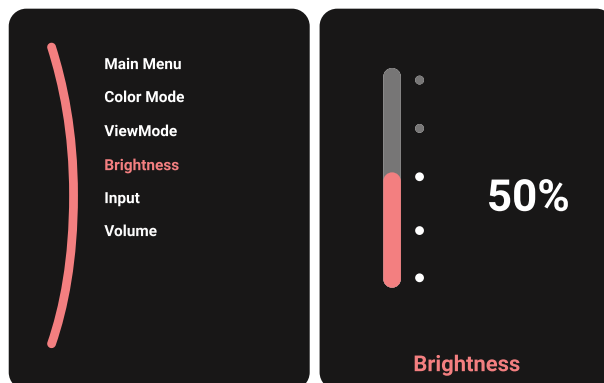 Main Menu
Color Mode
ViewMode
Brightness
Input
Volume
50%
Brightness